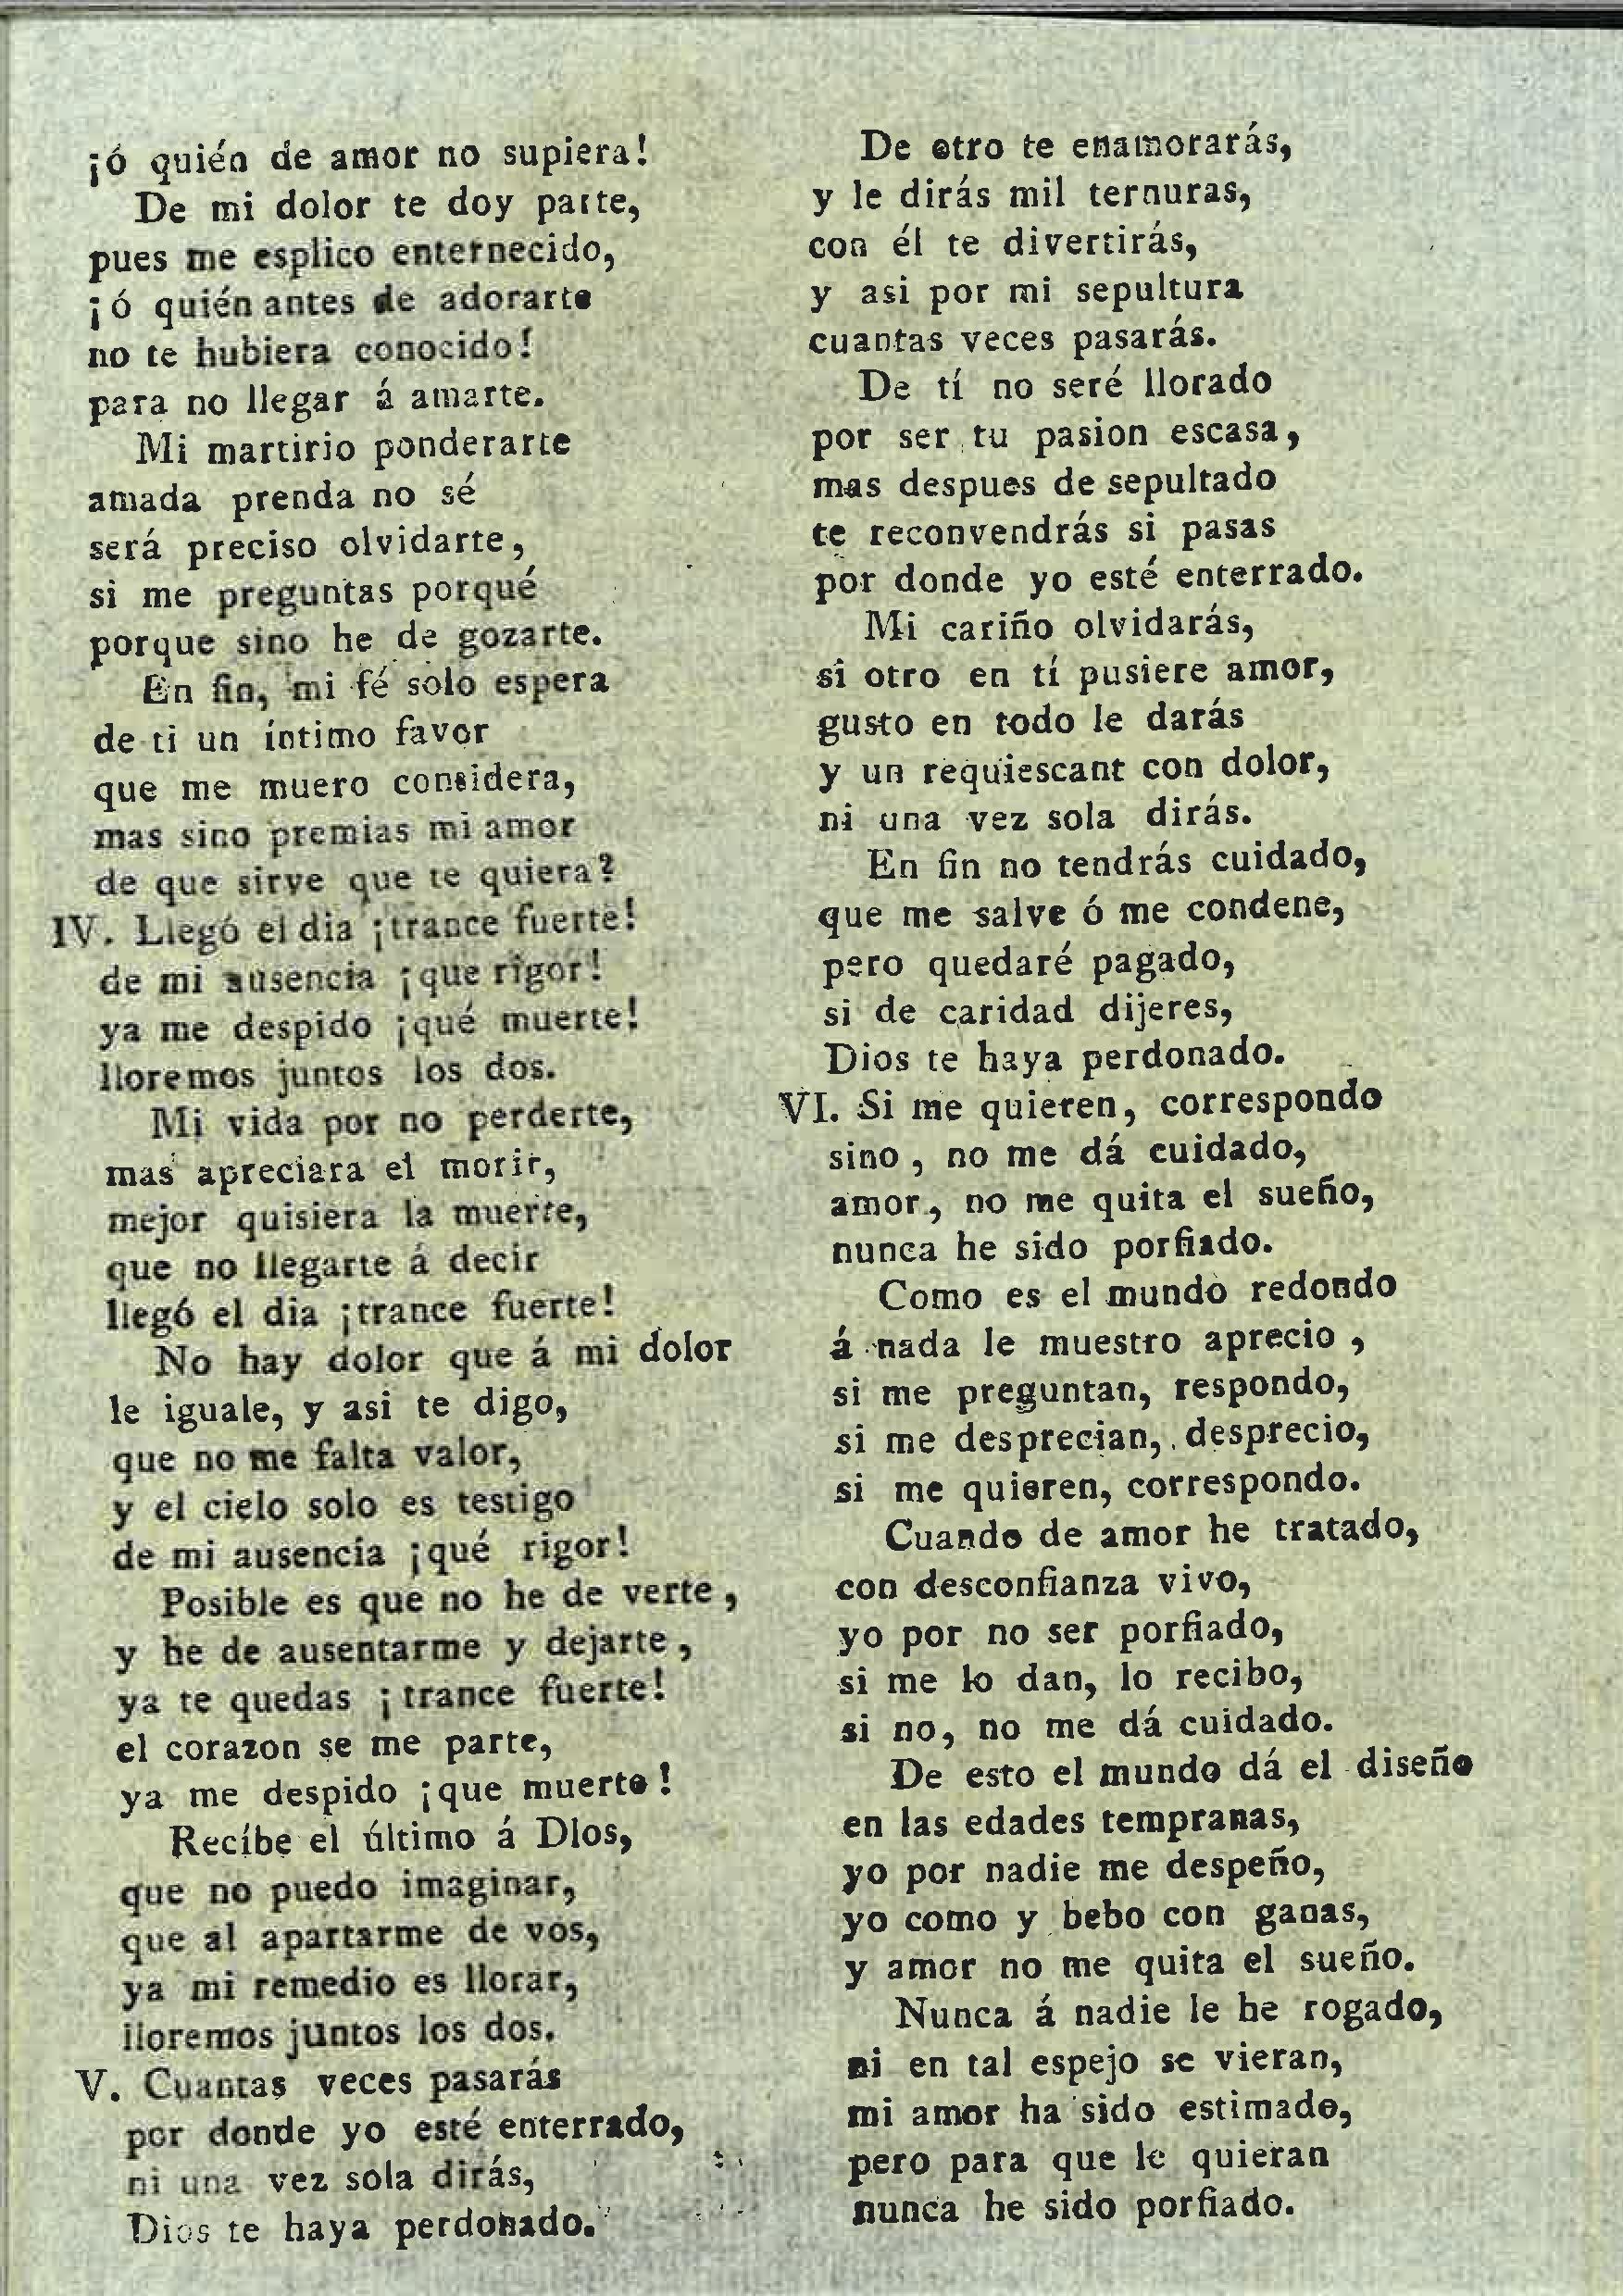 ¡ó quién de amor no supiera!
De mi dolor te doy parte,
pues me esplico enternecido,
¡ó quién antes de adorarte
no te hubiera conocido!
para no llegar á amarte.
Mi martirio ponderarte
amada prenda no sé
será preciso olvidarte,
si me preguntas porqué
porque sino he de gozarte.
En fin, mi fé solo espera
de ti un íntimo favor
que me muero considera,
mas sino premias mi amor
de que sirve que te quiera?
IV. Llegó el dia ¡trance fuerte!
de mi ausencia ¡que rigor!
ya me despido ¡qué muerte!
lloremos juntos los dos.
Mi vida por no perderte,
mas apreciara el morir,
mejor quisiera la muerte,
que no llegarte á decir
llegó el dia ¡trance fuerte!
No hay dolor que á mi dolor
le iguale, y asi te digo,
que no me falta valor,
y el cielo solo es testigo
de mi ausencia ¡qué rigor!
Posible es que no he de verte,
y he de ausentarme y dejarte,
ya te quedas ¡trance fuerte!
el corazon se me parte,
ya me despido ¡que muerte!
Recíbe el último á DIos,
que no puedo imaginar,
que al apartarme de vos,
ya mi remedio es llorar,
lloremos juntos los dos.
V. Cuantas veces pasarás
por donde yo esté enterrado,
ni una vez sola dirás,
Dios te haya perdonado.
De otro te enamorarás,
y le dirás mil ternuras,
con él te divertirás,
y asi por mi sepultura
cuantas veces pasarás.
De tí no seré llorado
por ser tu pasion escasa,
mas despues de sepultado
te reconvendrás si pasas
por donde yo esté enterrado.
Mi cariño olvidarás,
si otro en tí pusiere amor,
gusto en todo le darás
y un requiescant con dolor,
ni una vez sola dirás.
En fin no tendrás cuidado,
que me salve ó me condene,
pero quedaré pagado,
si de caridad dijeres,
Dios te haya perdonado.
VI. Si me quieren, correspondo
sino, no me dá cuidado,
amor, no me quita el sueño,
nunca he sido porfiado.
Como es el mundo redondo
á nada le muestro aprecio,
si me preguntan, respondo,
si me desprecian, desprecio,
si me quieren, correspondo.
Cuando de amor he tratado,
con desconfianza vivo,
yo por no ser porfiado,
si me lo dan, lo recibo,
si no, no me dá cuidado.
De esto el mundo dá el diseño
en las edades tempranas,
yo por nadie me despeño,
yo como y bebo con ganas,
y amor no me quita el sueño.
Nunca á nadie le he rogado,
ni en tal espejo se vieran,
mi amor ha sido estimado,
pero para que le quieran
nunca he sido porfiado.